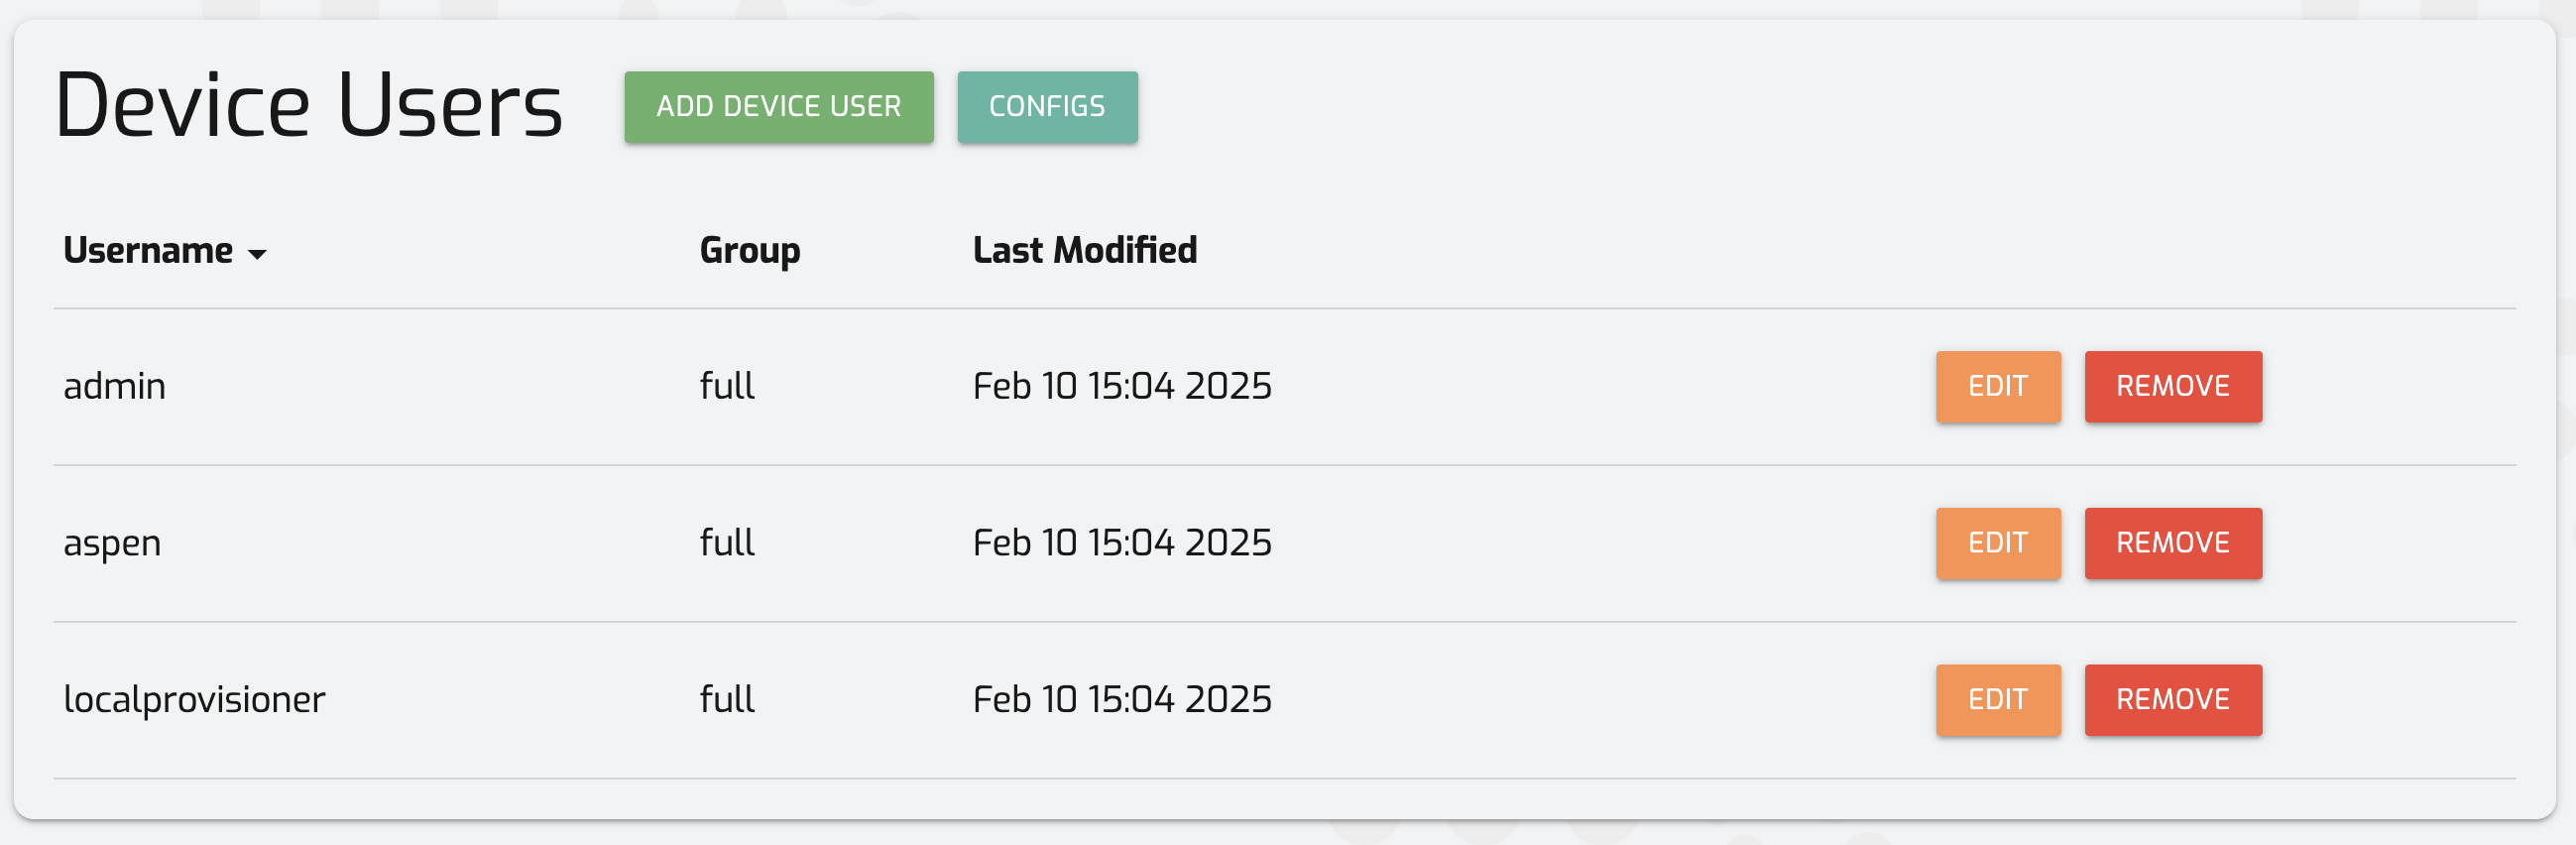 Device Users ADD DEVICE USER CONFIGS
Username Group Last Modified
admin full Feb 10 15:04 2025 EDIT REMOVE
aspen full Feb 10 15:04 2025 EDIT REMOVE
localprovisioner full Feb 10 15:04 2025 EDIT REMOVE